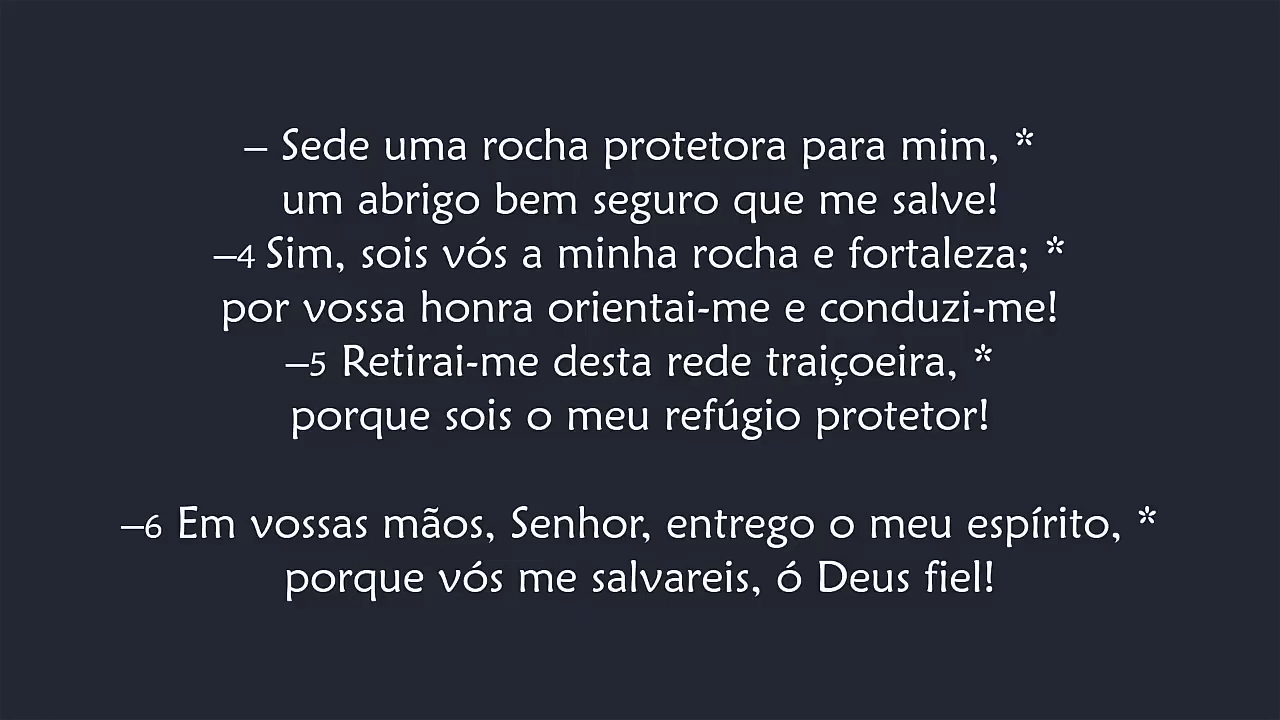 – Sede uma rocha protetora para mim, *
um abrigo bem seguro que me salve!
–4 Sim, sois vós a minha rocha e fortaleza; *
por vossa honra orientai-me e conduzi-me!
–5 Retirai-me desta rede traiçoeira, *
porque sois o meu refúgio protetor!
–6 Em vossas mãos, Senhor, entrego o meu espírito, *
porque vós me salvareis, ó Deus fiel!